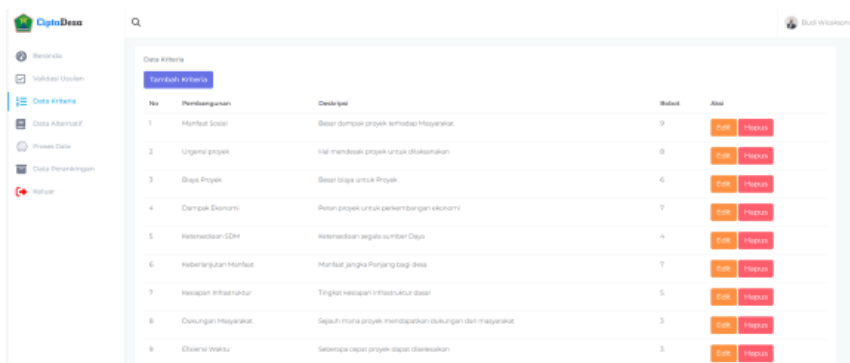 CiptaDesa
Budi Wicakson
Beranda
Validasi Usulan
Data Kriteria
Data Alternatif
Proses Data
Data Perankingan
Keluar
Data Kriteria
Tambah Kriteria
No Pembangunan Deskripsi Bobot Aksi
1 Manfaat Sosial Besar dampak proyek terhadap Masyarakat 9 Edit Hapus
2 Urgensi proyek Hal mendesak proyek untuk dilaksanakan 8 Edit Hapus
3 Biaya Proyek Besar biaya untuk Proyek 6 Edit Hapus
4 Dampak Ekonomi Peran proyek untuk perkembangan ekonomi 7 Edit Hapus
5 Ketersediaan SDM Ketersediaan segala sumber Daya 4 Edit Hapus
6 Keberlanjutan Manfaat Manfaat jangka Panjang bagi desa 7 Edit Hapus
7 Kesiapan Infrastruktur Tingkat kesiapan infrastruktur dasar 5 Edit Hapus
8 Dukungan Masyarakat Sejauh mana proyek mendapatkan dukungan dari masyarakat Edit Hapus
9 Efisiensi Waktu Seberapa cepat proyek dapat diselesaikan Edit Hapus